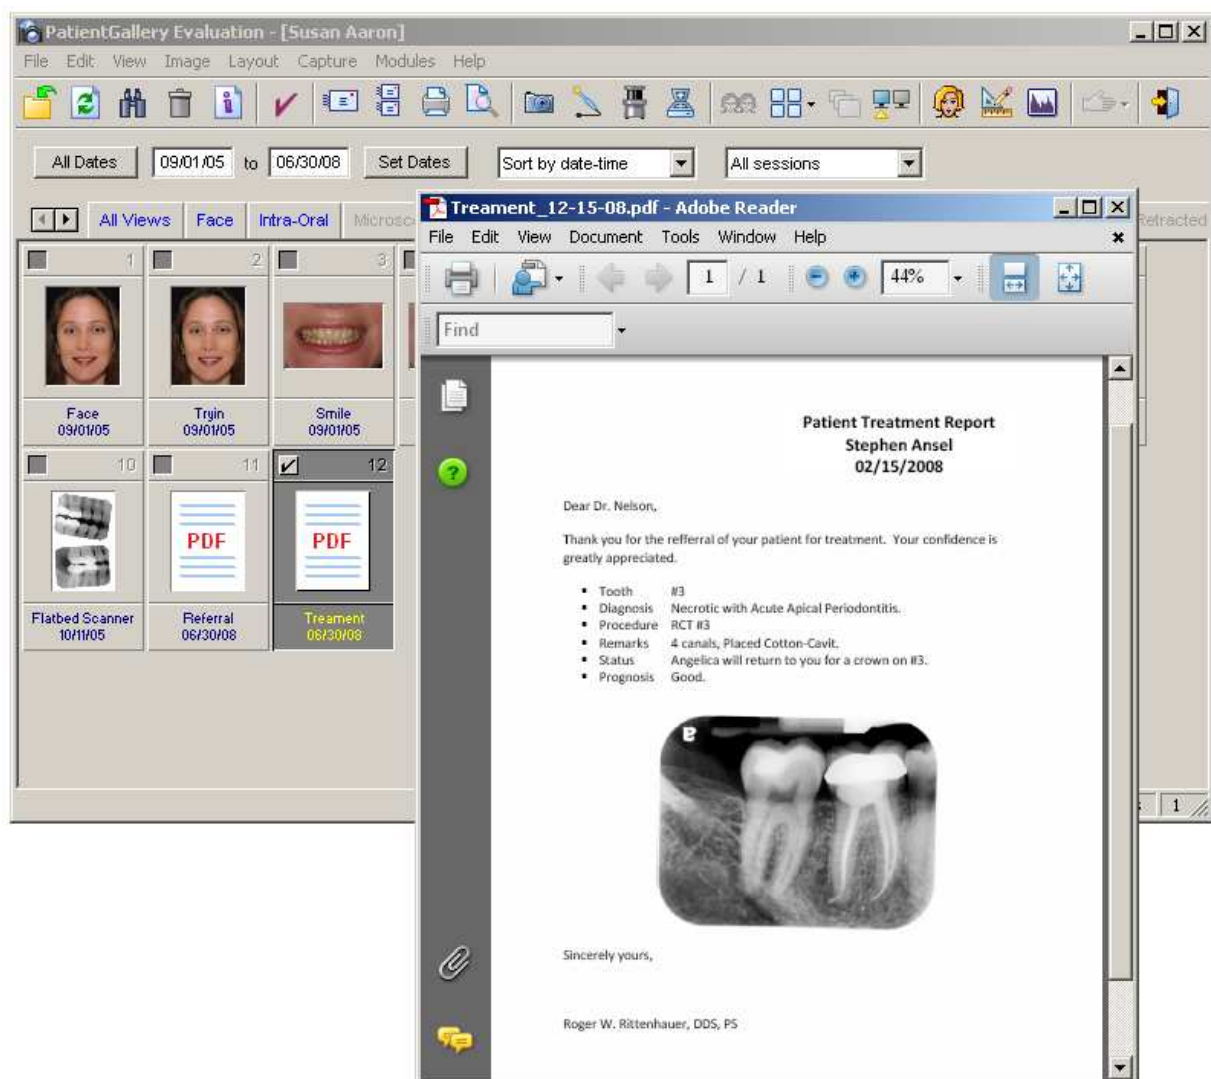 PatientGallery Evaluation - [Susan Aaron]
File Edit View Image Layout Capture Modules Help
All Dates 09/01/05 to 06/30/08 Set Dates Sort by date-time All sessions
All Views Face Intra-Oral Retracted
1 2 3
Face
09/01/05
Tryin
09/01/05
Smile
09/01/05
10 11 12
PDF PDF
Flatbed Scanner
10/11/05
Referral
06/30/08
Treament
06/30/08
1
Treament_12-15-08.pdf - Adobe Reader
File Edit View Document Tools Window Help
1 / 1 44%
Find
Patient Treatment Report
Stephen Ansel
02/15/2008
Dear Dr. Nelson,
Thank you for the refferral of your patient for treatment. Your confidence is
greatly appreciated.
▪ Tooth #3
▪ Diagnosis Necrotic with Acute Apical Periodontitis.
▪ Procedure RCT #3
▪ Remarks 4 canals, Placed Cotton-Cavit.
▪ Status Angelica will return to you for a crown on #3.
▪ Prognosis Good.
a
Sincerely yours,
Roger W. Rittenhauer, DDS, PS